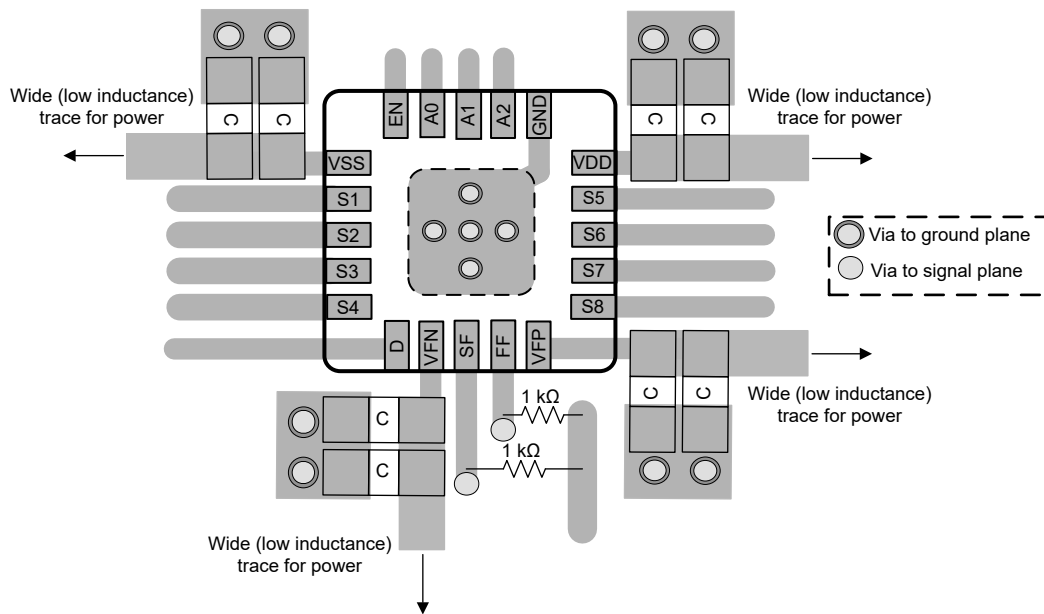 C
C
C
C
Wide (low inductance)
trace for power
Wide (low inductance)
trace for power
EN
A0
A1
A2
GND
VSS
S1
S2
S3
S4
VDD
S5
S6
S7
S8
D
VFN
SF
FF
VFP
Via to ground plane
Via to signal plane
C
C
1 kΩ
1 kΩ
C
C
Wide (low inductance)
trace for power
Wide (low inductance)
trace for power